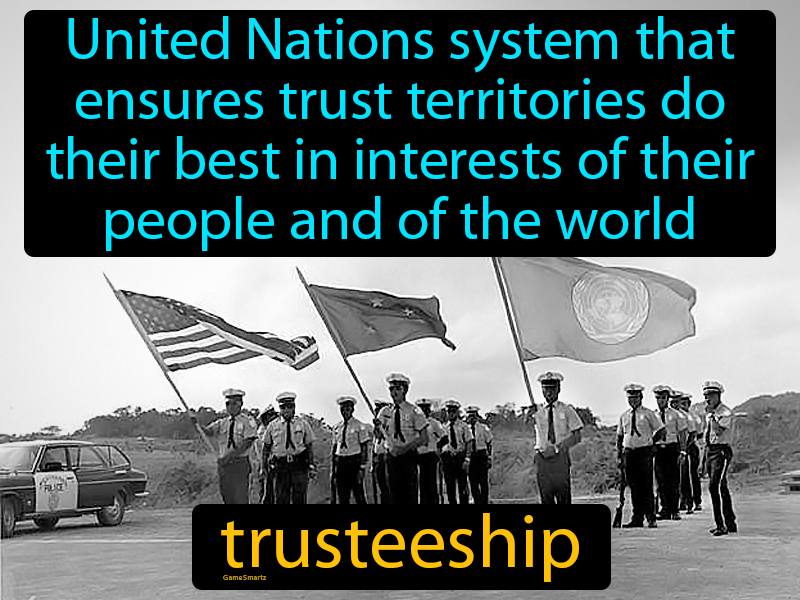 United Nations system that
ensures trust territories do
their best in interests of their
people and of the world
POLICE
trusteeship
GameSmartz